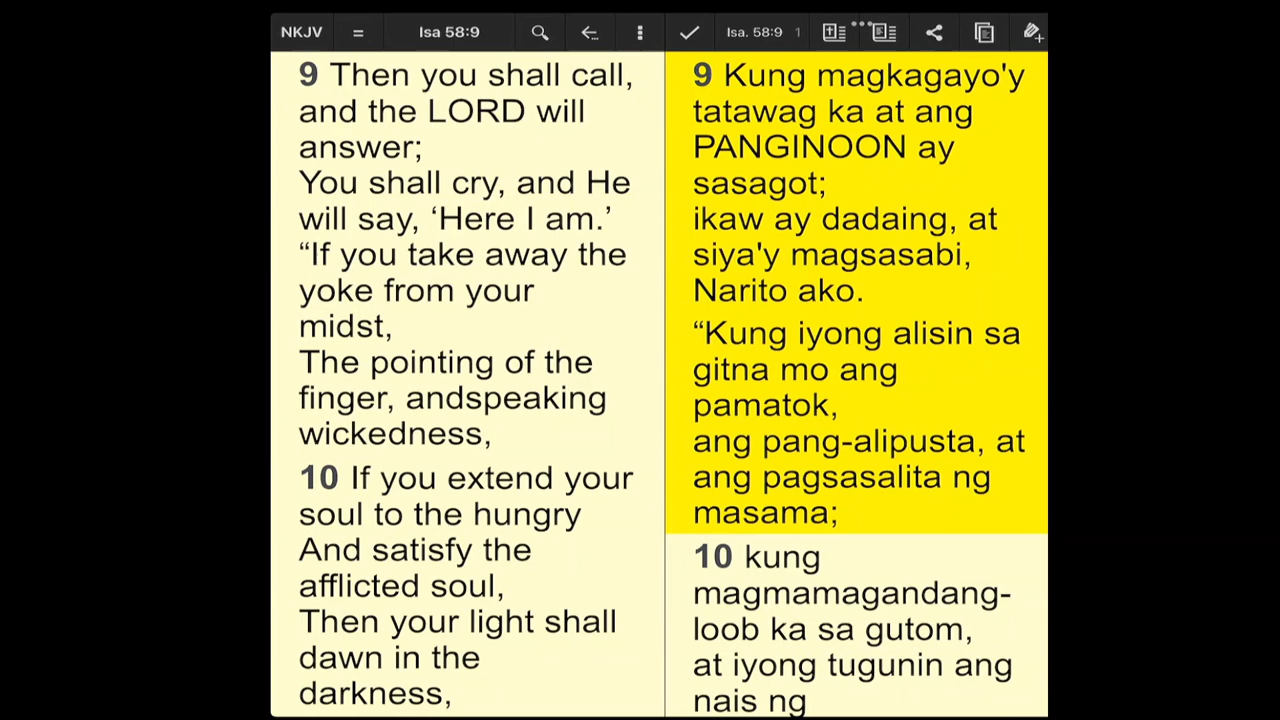 NKJV = Isa 58:9
9 Then you shall call,
and the LORD will
answer;
You shall cry, and He
will say, ‘Here I am.’
“If you take away the
yoke from your
midst,
The pointing of the
finger, andspeaking
wickedness,
10 If you extend your
soul to the hungry
And satisfy the
afflicted soul,
Then your light shall
dawn in the
darkness,
Isa. 58:9 1
9 Kung magkagayo'y
tatawag ka at ang
PANGINOON ay
sasagot;
ikaw ay dadaing, at
siya'y magsasabi,
Narito ako.
“Kung iyong alisin sa
gitna mo ang
pamatok,
ang pang-alipusta, at
ang pagsasalita ng
masama;
10 kung
magmamagandang-
loob ka sa gutom,
at iyong tugunin ang
nais ng